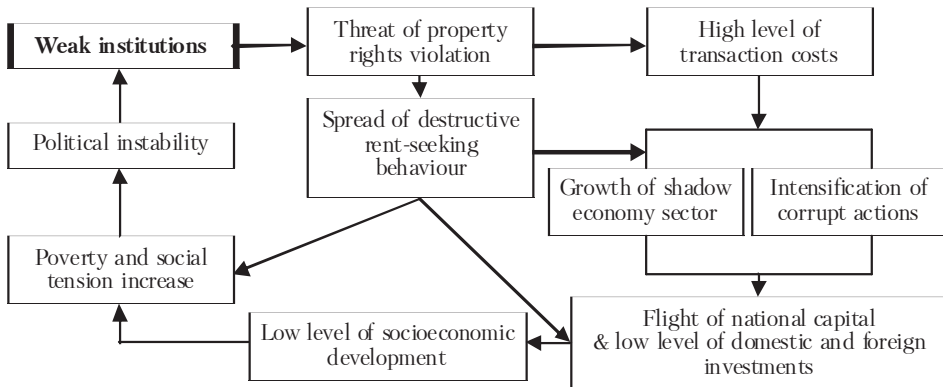 Weak institutions
Threat of property
rights violation
High level of
transaction costs
Political instability
Spread of destructive
rent-seeking
behaviour
Growth of shadow
economy sector
Intensification of
corrupt actions
Poverty and social
tension increase
Low level of socioeconomic
development
Flight of national capital
& low level of domestic and foreign
investments